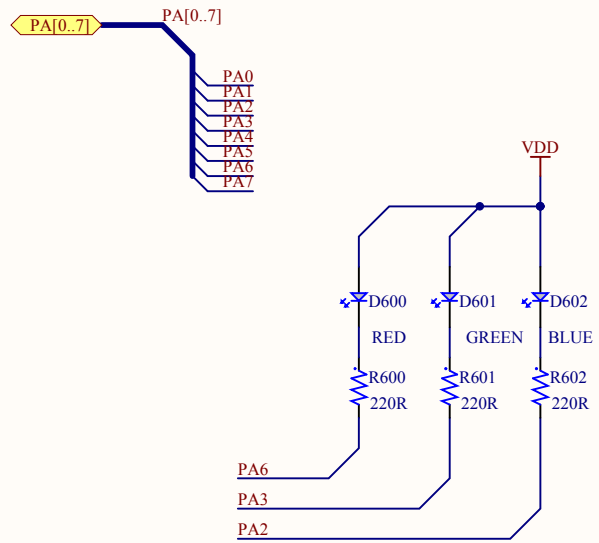 PA[0..7]
PA[0..7]
PA0
PA1
PA2
PA3
PA4
PA5
PA6
PA7
VDD
D600 D601 D602
RED GREEN BLUE
R600 R601 R602
220R 220R 220R
PA6
PA3
PA2